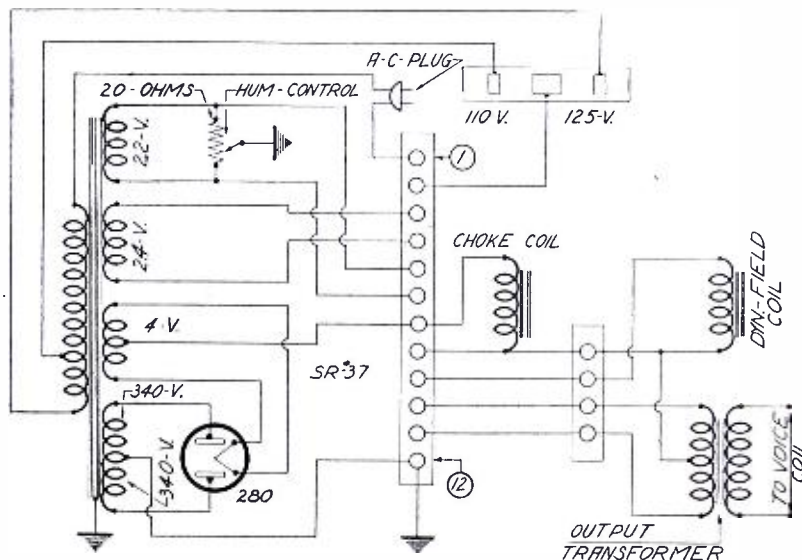 A-C-PLUG
20-OHMS
HUM-CONTROL
110 V.
125-V.
2.2-V.
1
2.4-V.
CHOKE COIL
DYN.-FIELD
COIL
4-V.
SR-37
340-V.
340-V.
280
12
TO VOICE
COIL
OUTPUT
TRANSFORMER